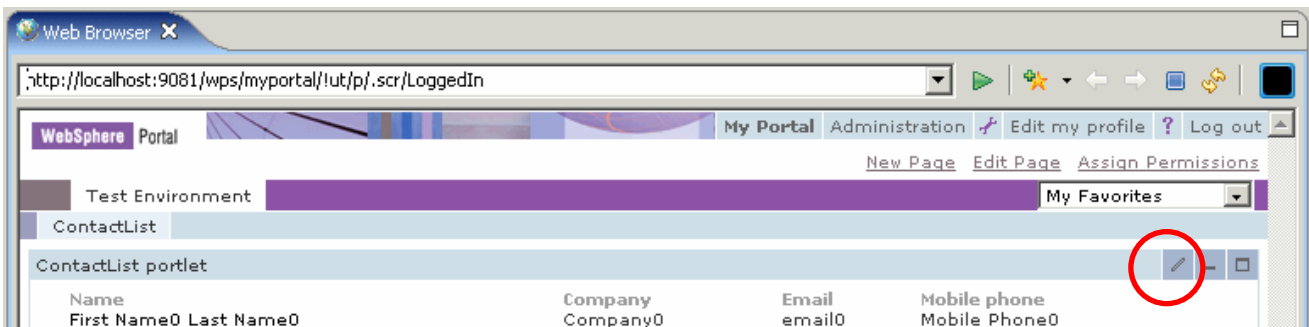 Web Browser
http://localhost:9081/wps/myportal/!ut/p/.scr/LoggedIn
WebSphere Portal
My Portal Administration Edit my profile ? Log out
New Page Edit Page Assign Permissions
Test Environment My Favorites
ContactList
ContactList portlet
Name Company Email Mobile phone
First Name0 Last Name0 Company0 email0 Mobile Phone0